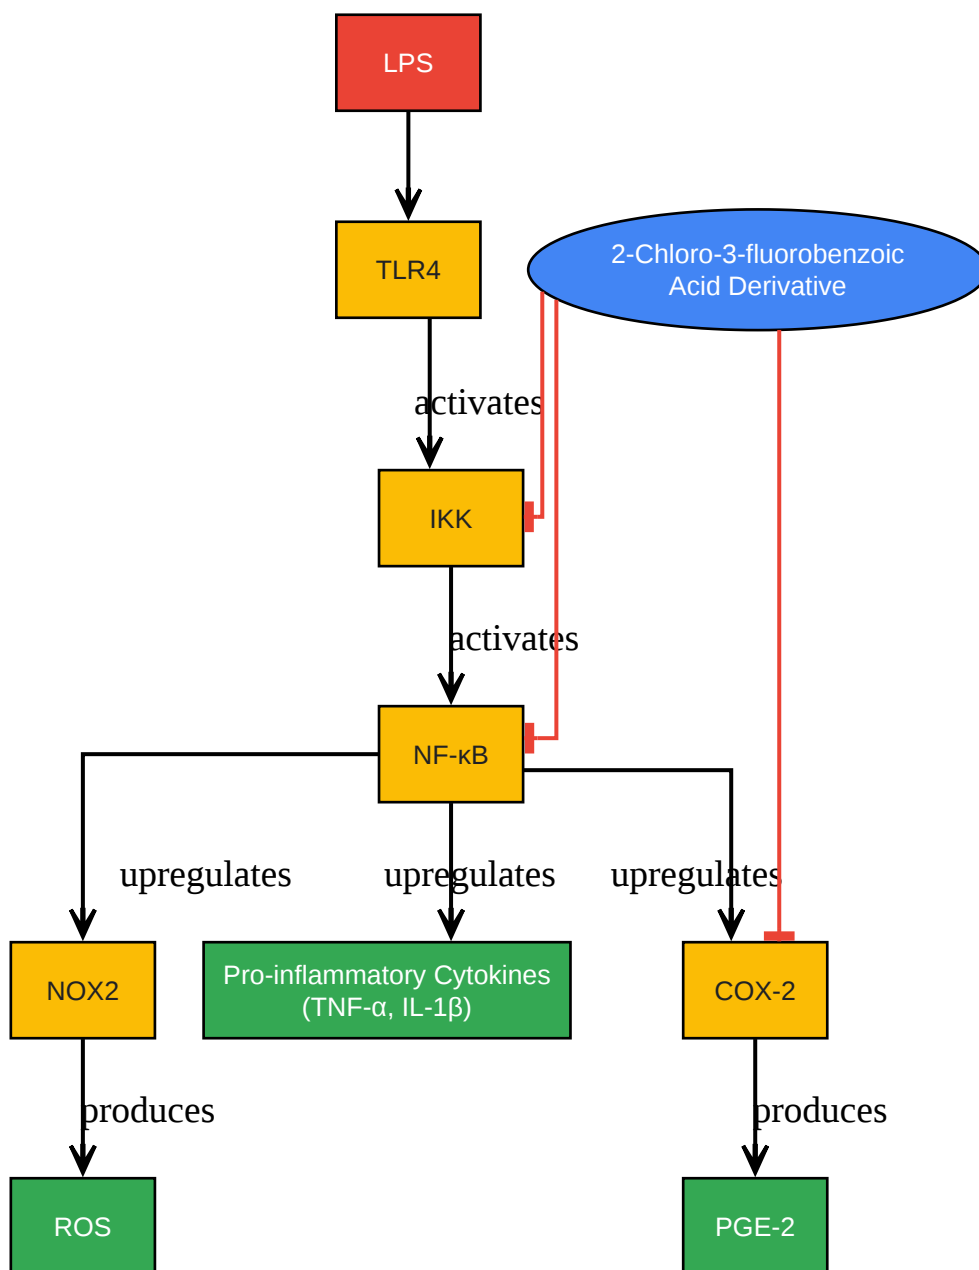 LPS
TLR4
2-Chloro-3-fluorobenzoic
Acid Derivative
activates
IKK
activates
NF-κB
upregulates
upregulates
upregulates
NOX2
Pro-inflammatory Cytokines
(TNF-α, IL-1β)
COX-2
produces
produces
ROS
PGE-2